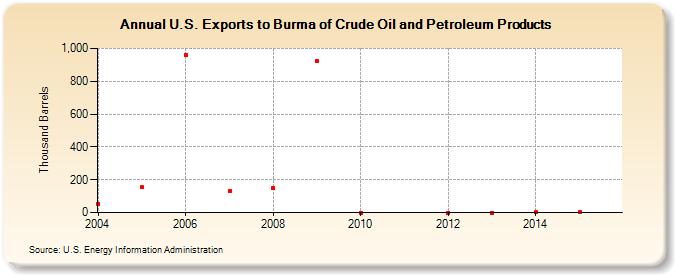 Annual U.S. Exports to Burma of Crude Oil and Petroleum Products
Thousand Barrels
1,000
800
600
400
200
0
2004 2006 2008 2010 2012 2014
Source: U.S. Energy Information Administration